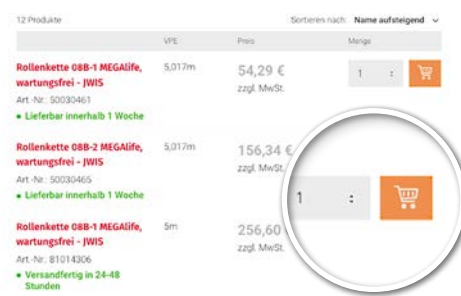 12 Produkte Sortieren nach: Name aufsteigend
VPE Preis Menge
Rollenkette 08B-1 MEGAlife, 5,017m 54,29 € 1
wartungsfrei - JWIS zzgl. MwSt.
Art.-Nr.: 50030461
Lieferbar innerhalb 1 Woche
Rollenkette 08B-2 MEGAlife, 5,017m 156,34 €
wartungsfrei - JWIS zzgl. MwSt.
Art.-Nr.: 50030465
Lieferbar innerhalb 1 Woche
1
Rollenkette 08B-1 MEGAlife, 5m 256,60
wartungsfrei - JWIS zzgl. MwSt.
Art.-Nr.: 81014306
Versandfertig in 24-48
Stunden